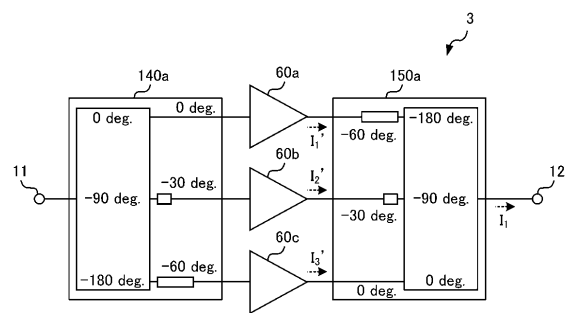 3
140a
60a
150a
0 deg.
0 deg.
-180 deg.
I₁'
-60 deg.
11
60b
12
-30 deg.
I₂'
-90 deg.
-30 deg.
-90 deg.
I₁
60c
-60 deg.
I₃'
-180 deg.
0 deg.
0 deg.